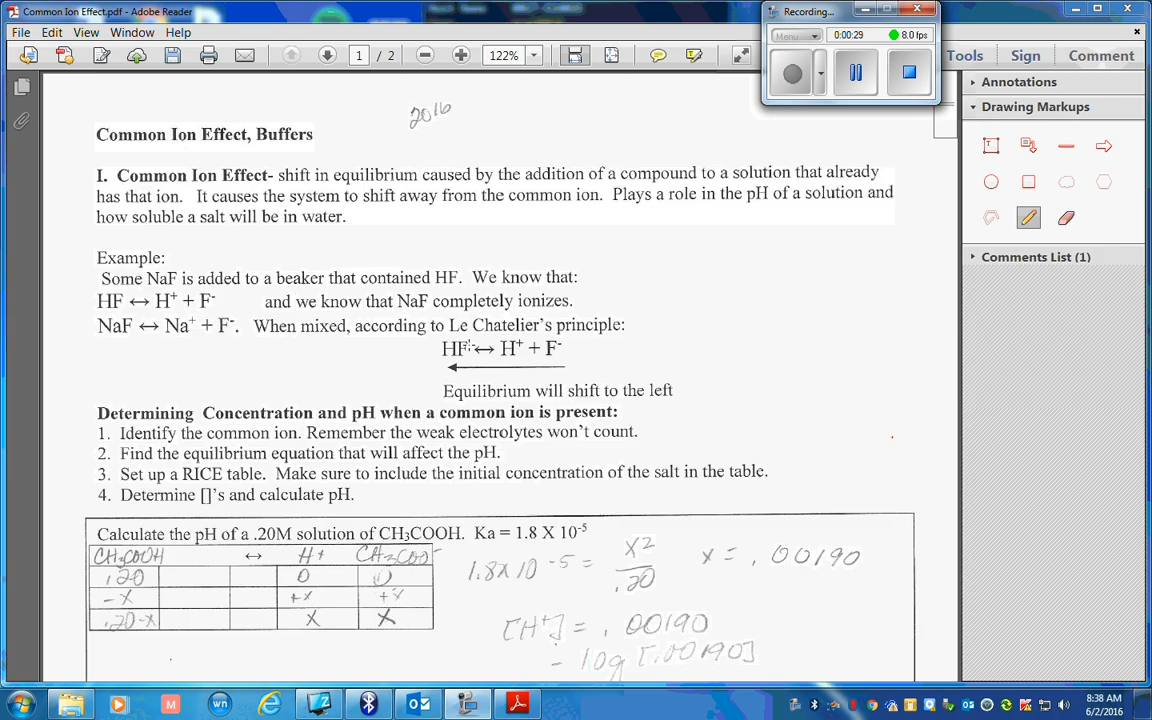 Common Ion Effect.pdf - Adobe Reader
Recording...
File Edit View Window Help
Menu 0:00:29 8.0 fps
1 / 2 122% Tools Sign Comment
Annotations
Drawing Markups
Comments List (1)
2016
Common Ion Effect, Buffers
I. Common Ion Effect- shift in equilibrium caused by the addition of a compound to a solution that already
has that ion. It causes the system to shift away from the common ion. Plays a role in the pH of a solution and
how soluble a salt will be in water.
Example:
Some NaF is added to a beaker that contained HF. We know that:
HF ↔ H⁺ + F⁻ and we know that NaF completely ionizes.
NaF ↔ Na⁺ + F⁻. When mixed, according to Le Chatelier's principle:
HF ↔ H⁺ + F⁻
Equilibrium will shift to the left
Determining Concentration and pH when a common ion is present:
1. Identify the common ion. Remember the weak electrolytes won't count.
2. Find the equilibrium equation that will affect the pH.
3. Set up a RICE table. Make sure to include the initial concentration of the salt in the table.
4. Determine []'s and calculate pH.
Calculate the pH of a .20M solution of CH₃COOH. Ka = 1.8 X 10⁻⁵
CH₃COOH ↔ H+ CH₃COO⁻
.20 0 0
-x +x +x
.20-x x x
1.8x10⁻⁵ = x²/.20 x = .00190
[H⁺] = .00190
- log [.00190]
8:38 AM
6/2/2016